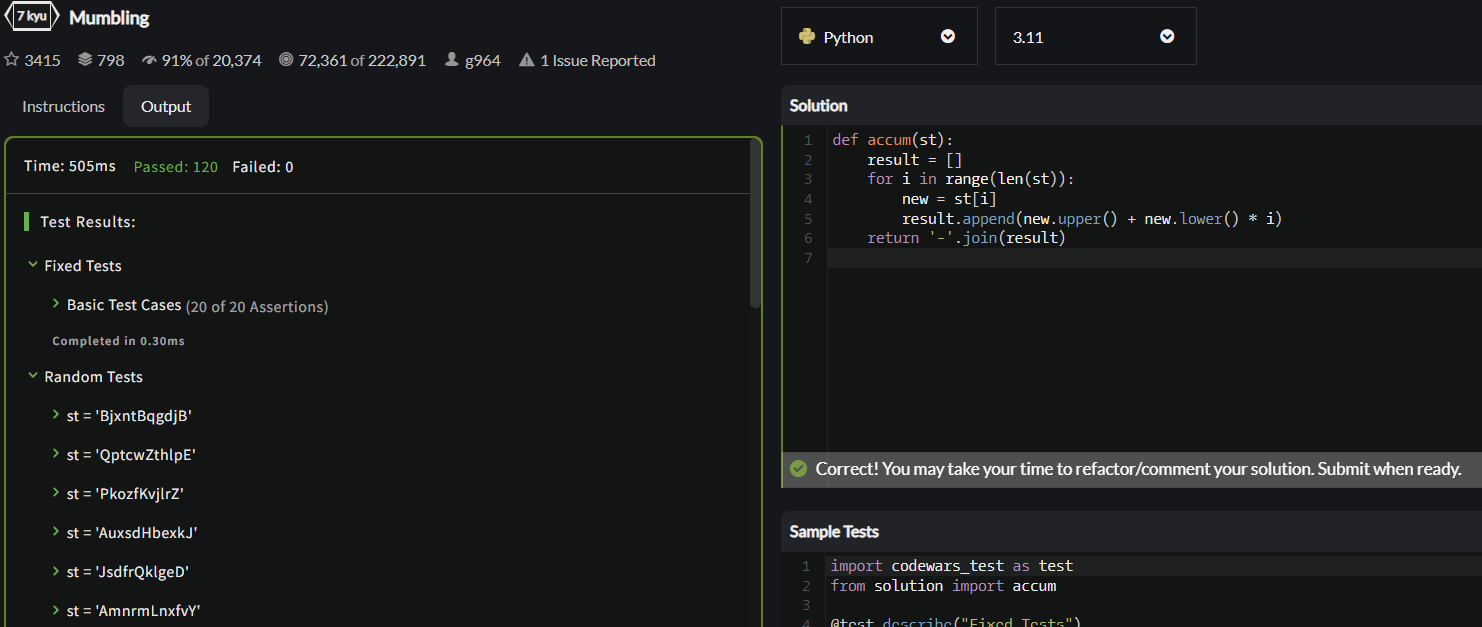 7 kyu Mumbling
3415 798 91% of 20,374 72,361 of 222,891 g964 1 Issue Reported
Instructions Output
Time: 505ms Passed: 120 Failed: 0
Test Results:
Fixed Tests
Basic Test Cases (20 of 20 Assertions)
Completed in 0.30ms
Random Tests
st = 'BjxntBqgdjB'
st = 'QptcwZthlpE'
st = 'PkozfKvjlrZ'
st = 'AuxsdHbexkJ'
st = 'JsdfrQklgeD'
st = 'AmnrmLnxfvY'
Python 3.11
Solution
1 def accum(st):
2 result = []
3 for i in range(len(st)):
4 new = st[i]
5 result.append(new.upper() + new.lower() * i)
6 return '-'.join(result)
7
Correct! You may take your time to refactor/comment your solution. Submit when ready.
Sample Tests
1 import codewars_test as test
2 from solution import accum
3
4 @test.describe("Fixed Tests")